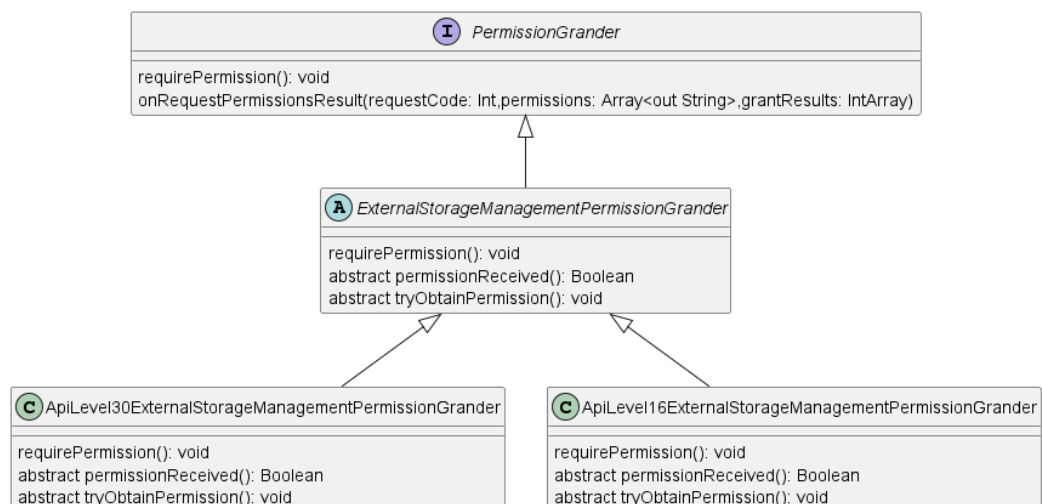 I PermissionGrander
requirePermission(): void
onRequestPermissionsResult(requestCode: Int,permissions: Array<out String>,grantResults: IntArray)
A ExternalStorageManagementPermissionGrander
requirePermission(): void
abstract permissionReceived(): Boolean
abstract tryObtainPermission(): void
C ApiLevel30ExternalStorageManagementPermissionGrander
requirePermission(): void
abstract permissionReceived(): Boolean
abstract tryObtainPermission(): void
C ApiLevel16ExternalStorageManagementPermissionGrander
requirePermission(): void
abstract permissionReceived(): Boolean
abstract tryObtainPermission(): void